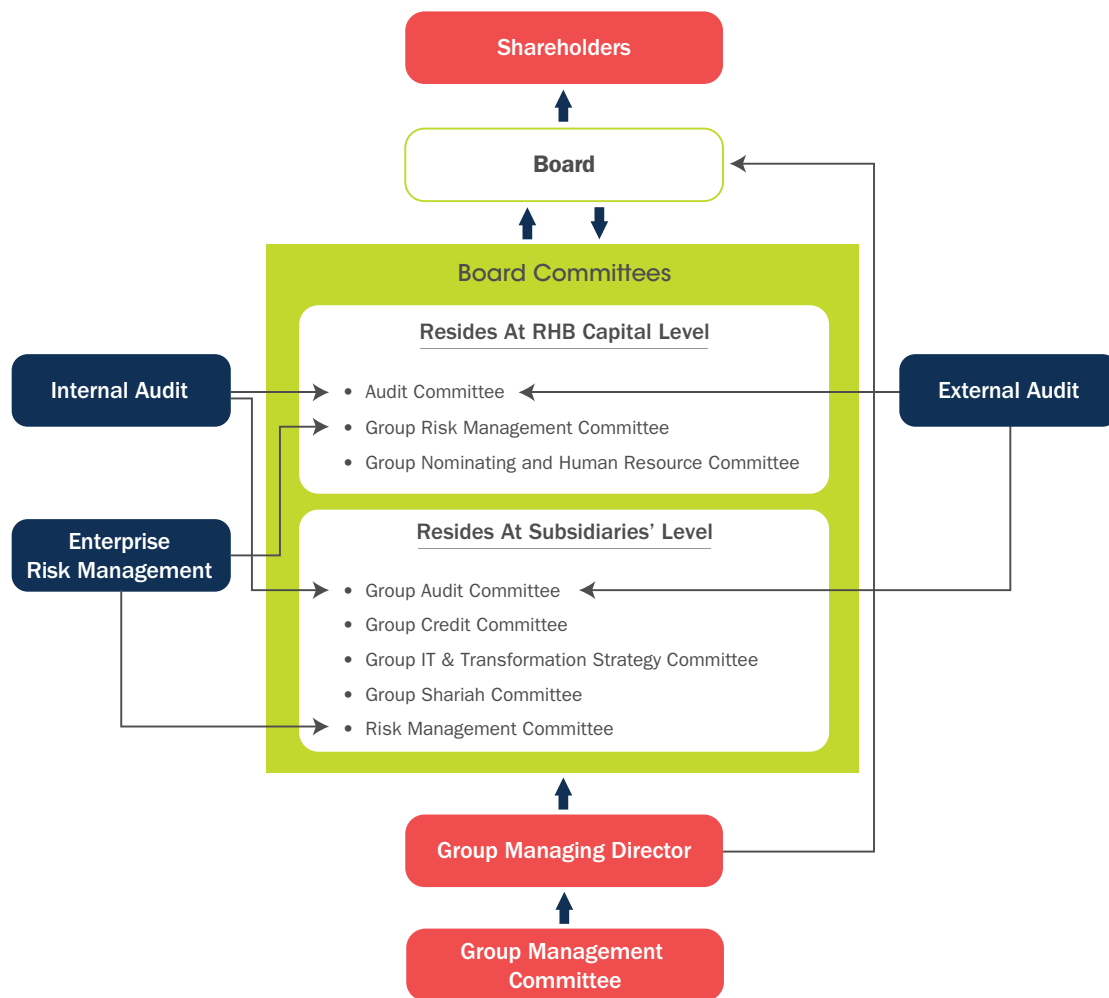 Shareholders
Board
Board Committees
Resides At RHB Capital Level
• Audit Committee
• Group Risk Management Committee
• Group Nominating and Human Resource Committee
Internal Audit
External Audit
Enterprise
Risk Management
Resides At Subsidiaries’ Level
• Group Audit Committee
• Group Credit Committee
• Group IT & Transformation Strategy Committee
• Group Shariah Committee
• Risk Management Committee
Group Managing Director
Group Management
Committee